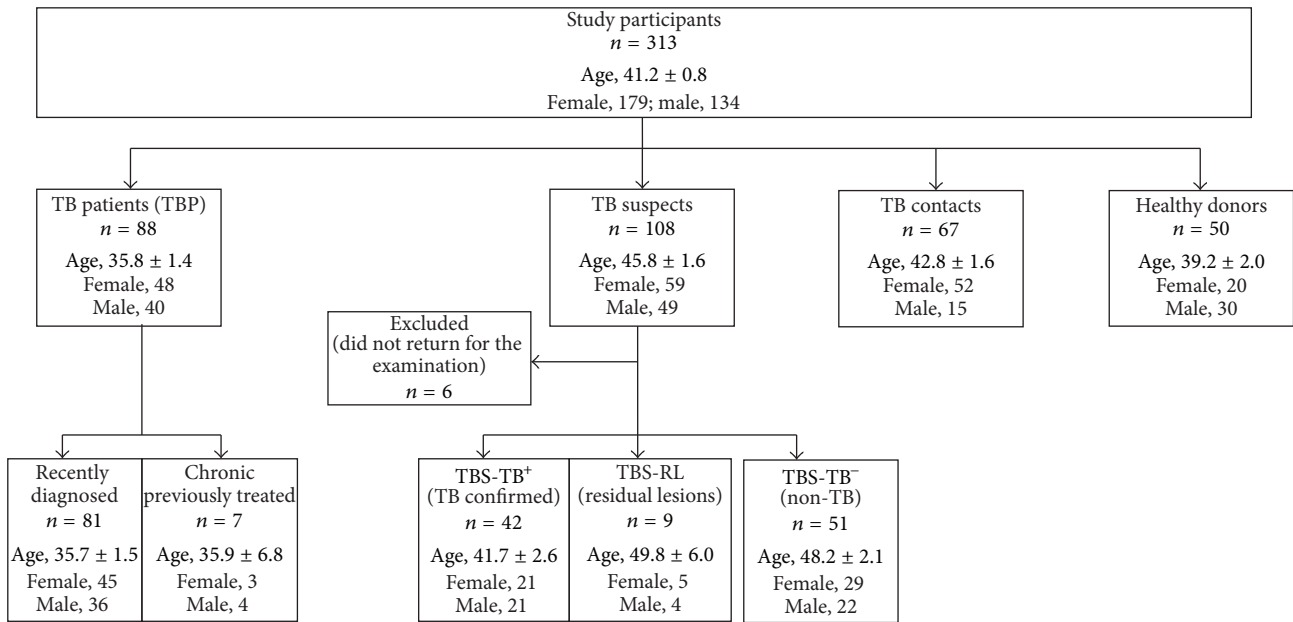 Study participants
n = 313
Age, 41.2 ± 0.8
Female, 179; male, 134
TB patients (TBP)
n = 88
Age, 35.8 ± 1.4
Female, 48
Male, 40
TB suspects
n = 108
Age, 45.8 ± 1.6
Female, 59
Male, 49
TB contacts
n = 67
Age, 42.8 ± 1.6
Female, 52
Male, 15
Healthy donors
n = 50
Age, 39.2 ± 2.0
Female, 20
Male, 30
Excluded
(did not return for the
examination)
n = 6
Recently
diagnosed
n = 81
Age, 35.7 ± 1.5
Female, 45
Male, 36
Chronic
previously treated
n = 7
Age, 35.9 ± 6.8
Female, 3
Male, 4
TBS-TB⁺
(TB confirmed)
n = 42
Age, 41.7 ± 2.6
Female, 21
Male, 21
TBS-RL
(residual lesions)
n = 9
Age, 49.8 ± 6.0
Female, 5
Male, 4
TBS-TB⁻
(non-TB)
n = 51
Age, 48.2 ± 2.1
Female, 29
Male, 22